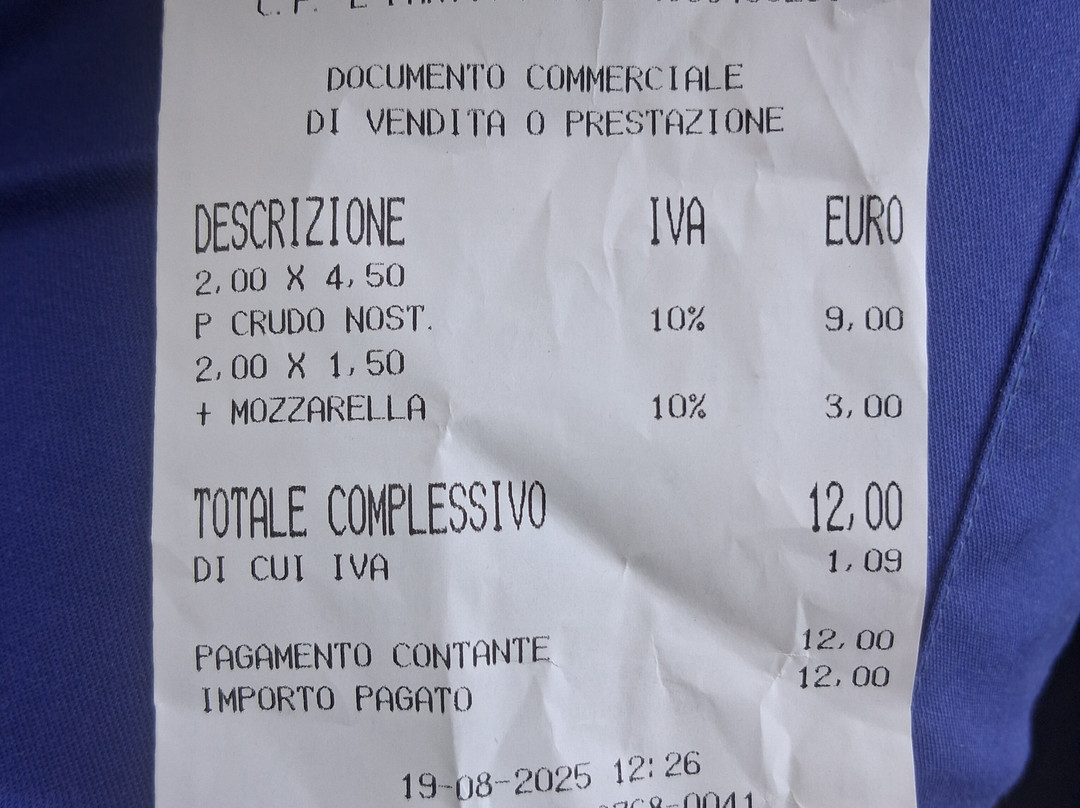 DOCUMENTO COMMERCIALE
DI VENDITA O PRESTAZIONE
DESCRIZIONE IVA EURO
2,00 X 4,50
P CRUDO NOST. 10% 9,00
2,00 X 1,50
+ MOZZARELLA 10% 3,00
TOTALE COMPLESSIVO 12,00
DI CUI IVA 1,09
PAGAMENTO CONTANTE 12,00
IMPORTO PAGATO 12,00
19-08-2025 12:26